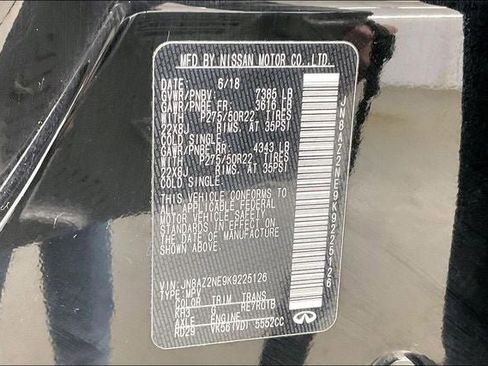 MFD BY NISSAN MOTOR CO.,LTD.
DATE: 6/18
GVWR/PNBV: 7385 LB
GAWR/PNBE FR: 3616 LB
WITH P275/50R22 TIRES
22X8J RIMS, AT 35PSI
COLD SINGLE
GAWR/PNBE RR: 4343 LB
WITH P275/50R22 TIRES
22X8J RIMS, AT 35PSI
COLD SINGLE
THIS VEHICLE CONFORMS TO
ALL APPLICABLE FEDERAL
MOTOR VEHICLE SAFETY
STANDARDS IN EFFECT ON
THE DATE OF MANUFACTURE
SHOWN ABOVE.
VIN:JN8AZ2NE9K9225126
TYPE:MPV
COLOR TRIM TRANS
KH3 G RE7R01B
AXLE ENGINE
RD29 VK56(VD) 5552CC
JN8AZ2NE9K9225126